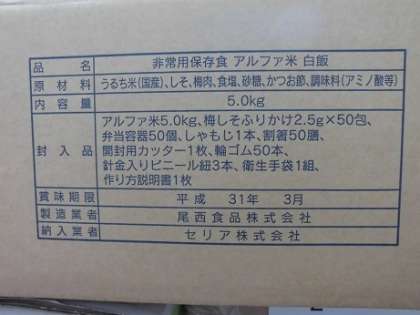 品名 非常用保存食 アルファ米 白飯
原材料 うるち米(国産)、しそ、梅肉、食塩、砂糖、かつお節、調味料(アミノ酸等)
内容量 5.0kg
封入品 アルファ米5.0kg、梅しそふりかけ2.5g×50包、
弁当容器50個、しゃもじ1本、割箸50膳、
開封用カッター1枚、輪ゴム50本、
針金入りビニール紐3本、衛生手袋1組、
作り方説明書1枚
賞味期限 平成 31年 3月
製造業者 尾西食品株式会社
納入業者 セリア株式会社